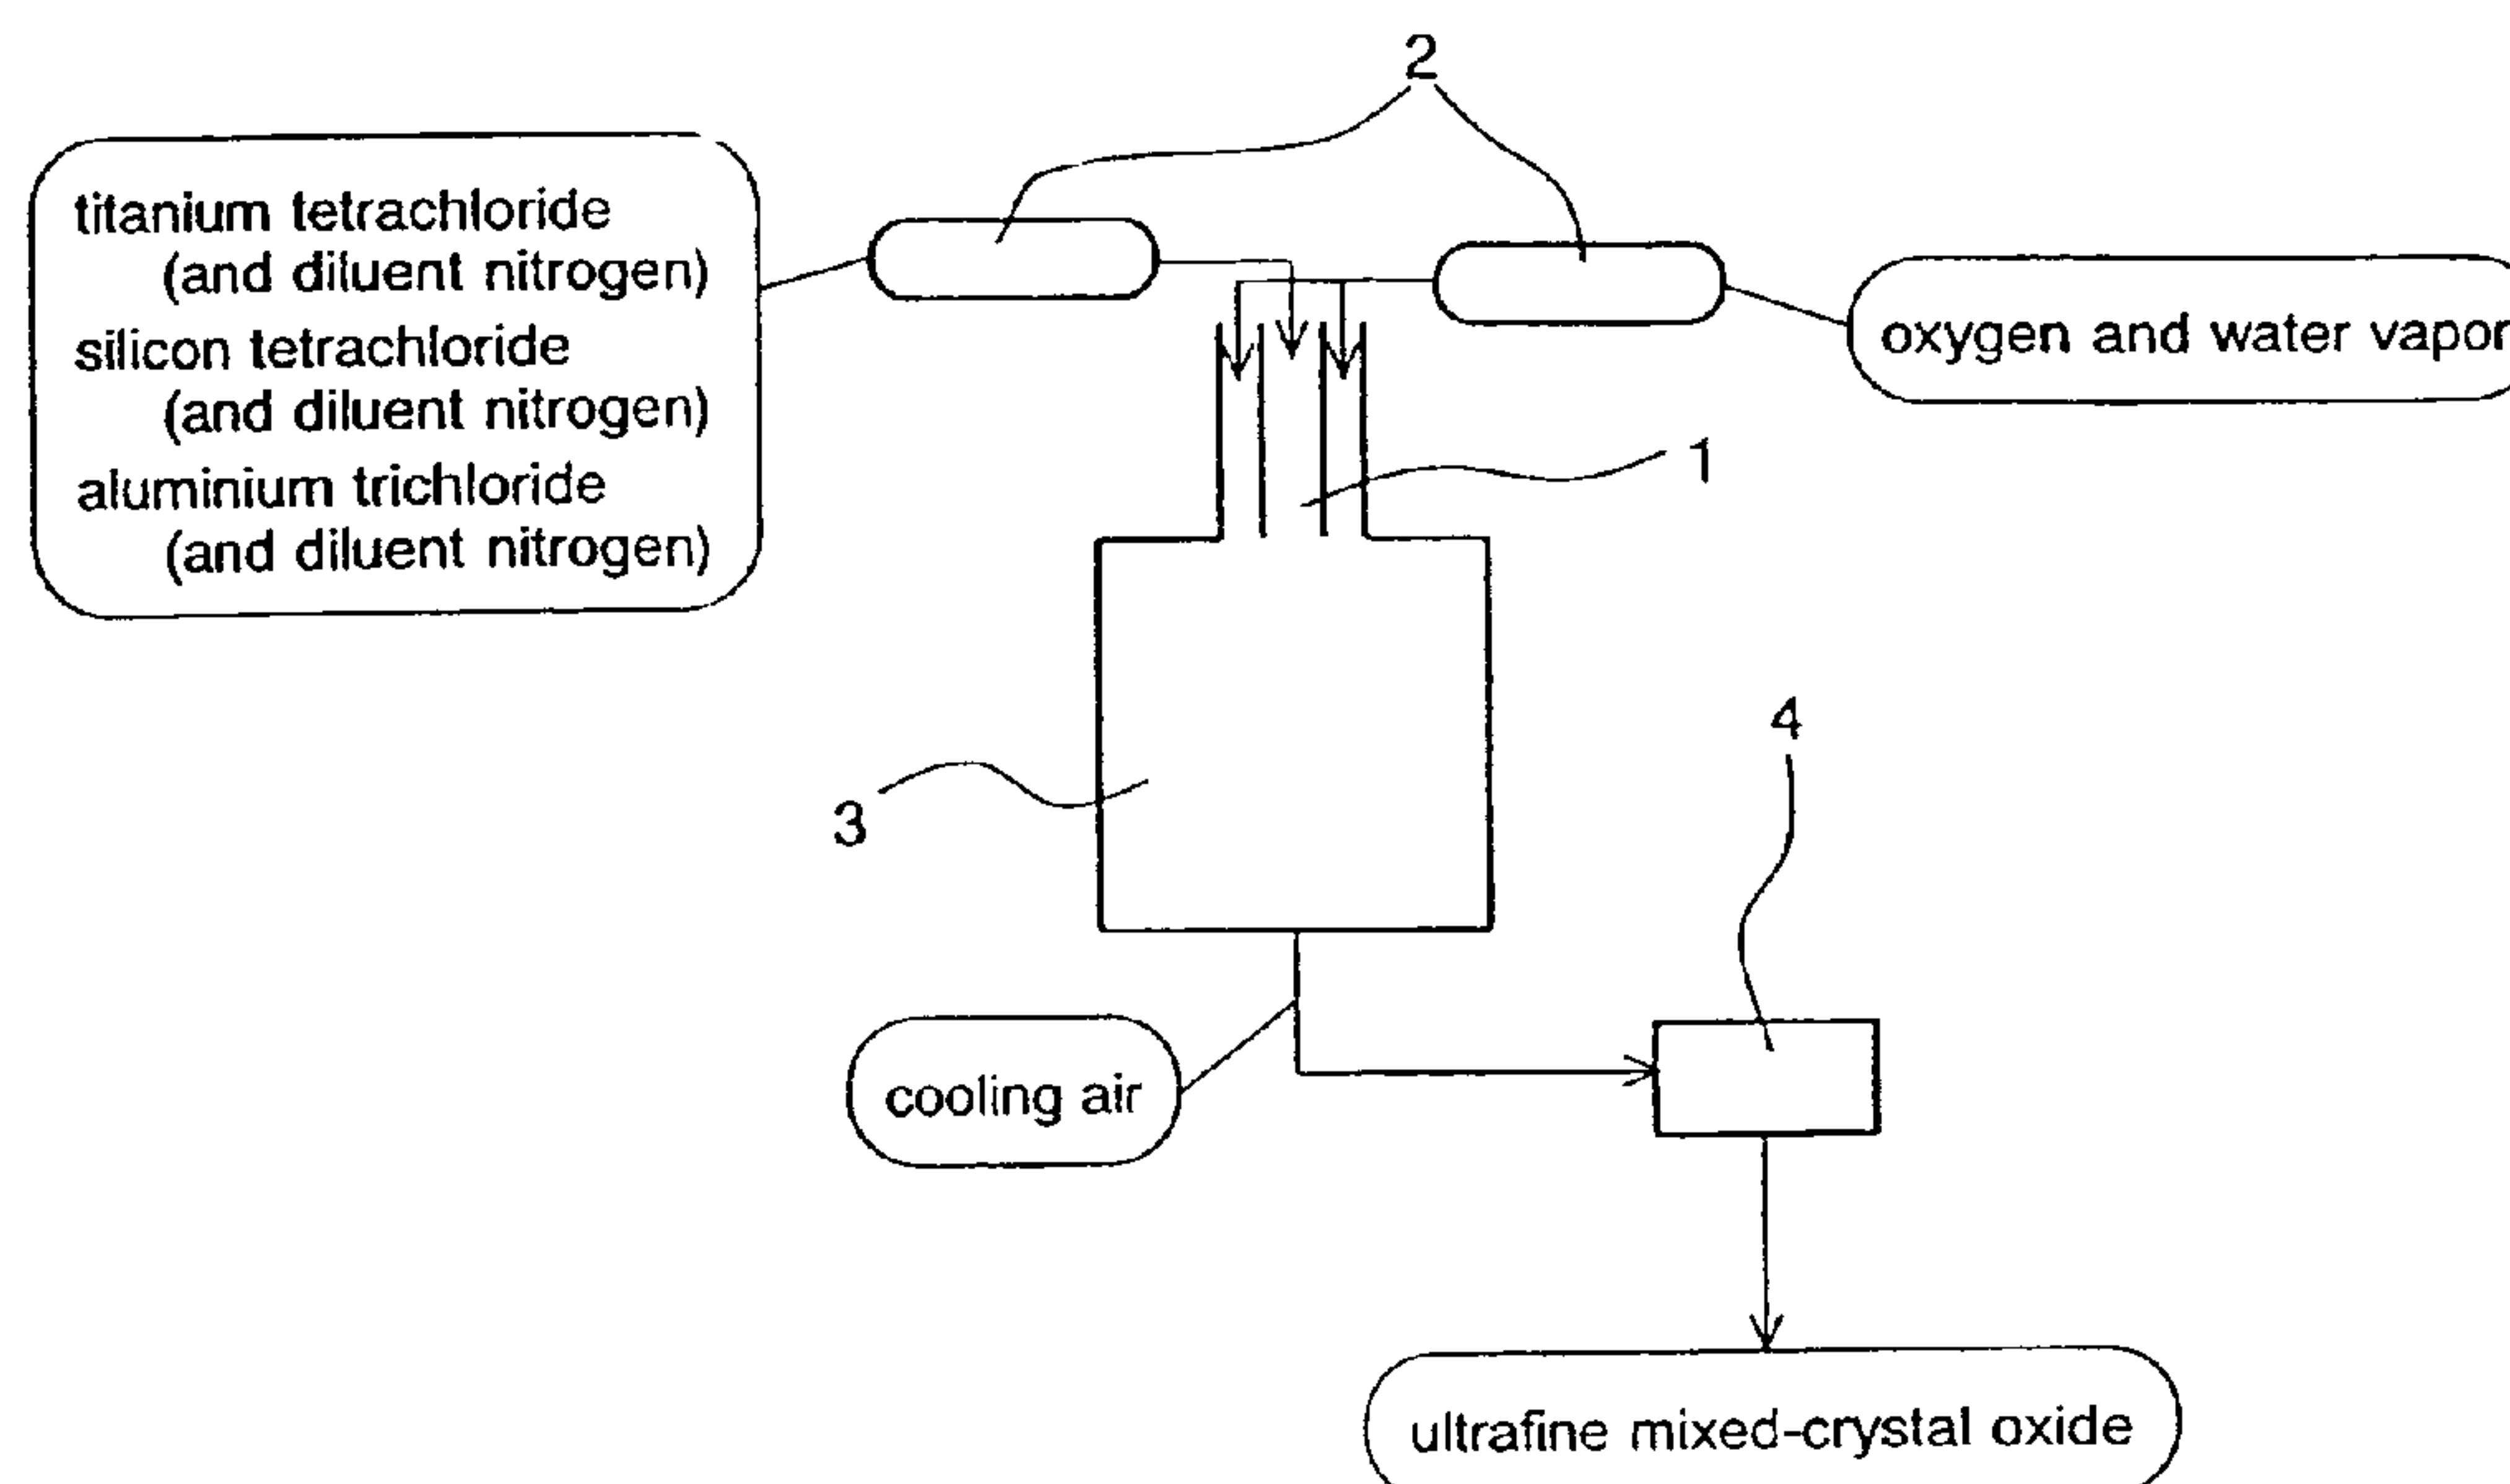 2
titanium tetrachloride
(and diluent nitrogen)
silicon tetrachloride
(and diluent nitrogen)
aluminium trichloride
(and diluent nitrogen)
oxygen and water vapor
1
4
3
cooling air
ultrafine mixed-crystal oxide